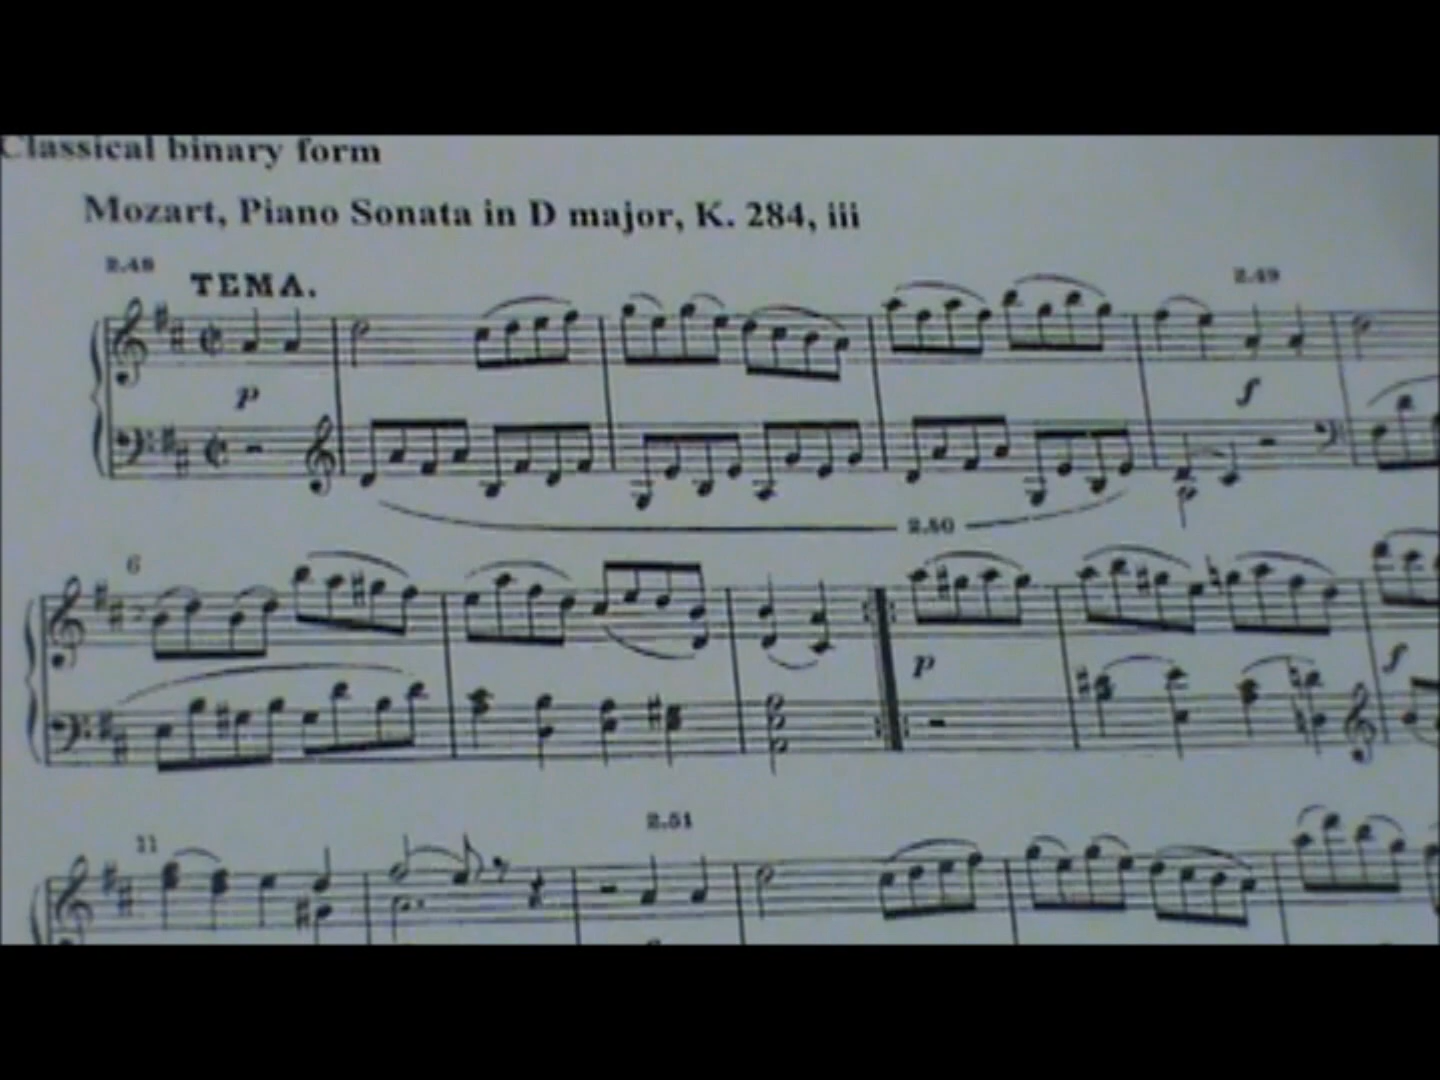 Classical binary form
Mozart, Piano Sonata in D major, K. 284, iii
2.48
TEMA.
2.49
p
f
2.50
6
p
f
11
2.51